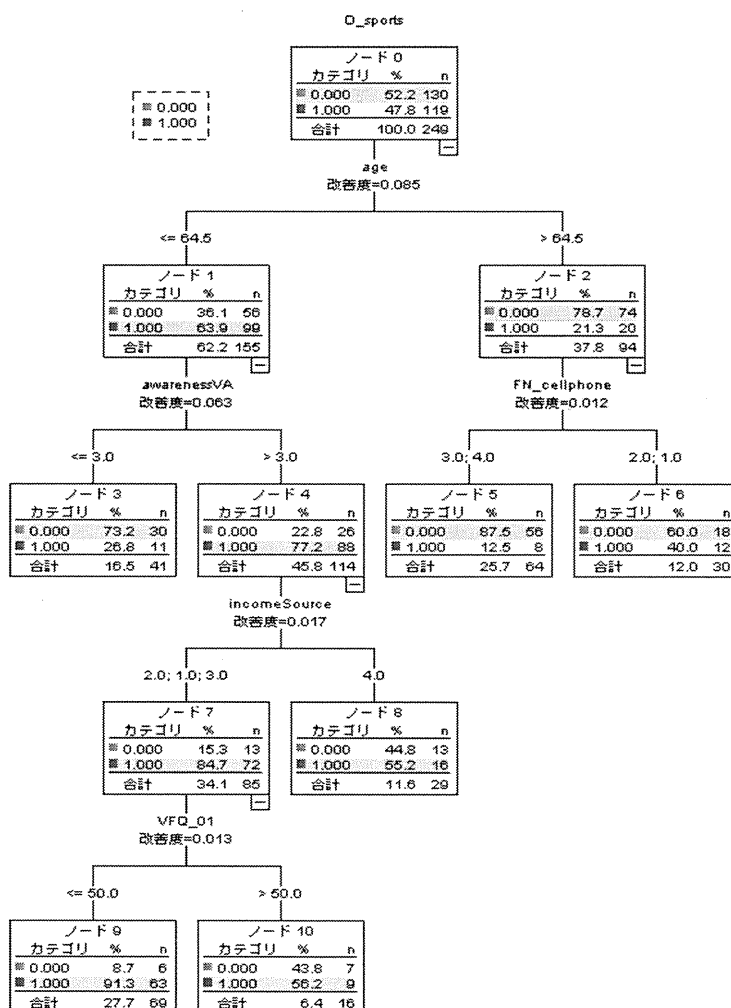 O_sports
ノード 0
カテゴリ % n
0.000 52.2 130
1.000 47.8 119
合計 100.0 249
0.000
1.000
age
改善度=0.085
<= 64.5
> 64.5
ノード 1
カテゴリ % n
0.000 36.1 56
1.000 63.9 99
合計 62.2 155
ノード 2
カテゴリ % n
0.000 78.7 74
1.000 21.3 20
合計 37.8 94
awarenessVA
改善度=0.063
FN_cellphone
改善度=0.012
<= 3.0
> 3.0
3.0; 4.0
2.0; 1.0
ノード 3
カテゴリ % n
0.000 73.2 30
1.000 26.8 11
合計 16.5 41
ノード 4
カテゴリ % n
0.000 22.8 26
1.000 77.2 88
合計 45.8 114
ノード 5
カテゴリ % n
0.000 87.5 56
1.000 12.5 8
合計 25.7 64
ノード 6
カテゴリ % n
0.000 60.0 18
1.000 40.0 12
合計 12.0 30
incomeSource
改善度=0.017
2.0; 1.0; 3.0
4.0
ノード 7
カテゴリ % n
0.000 15.3 13
1.000 84.7 72
合計 34.1 85
ノード 8
カテゴリ % n
0.000 44.8 13
1.000 55.2 16
合計 11.6 29
VFQ_01
改善度=0.013
<= 50.0
> 50.0
ノード 9
カテゴリ % n
0.000 8.7 6
1.000 91.3 63
合計 27.7 69
ノード 10
カテゴリ % n
0.000 43.8 7
1.000 56.2 9
合計 6.4 16